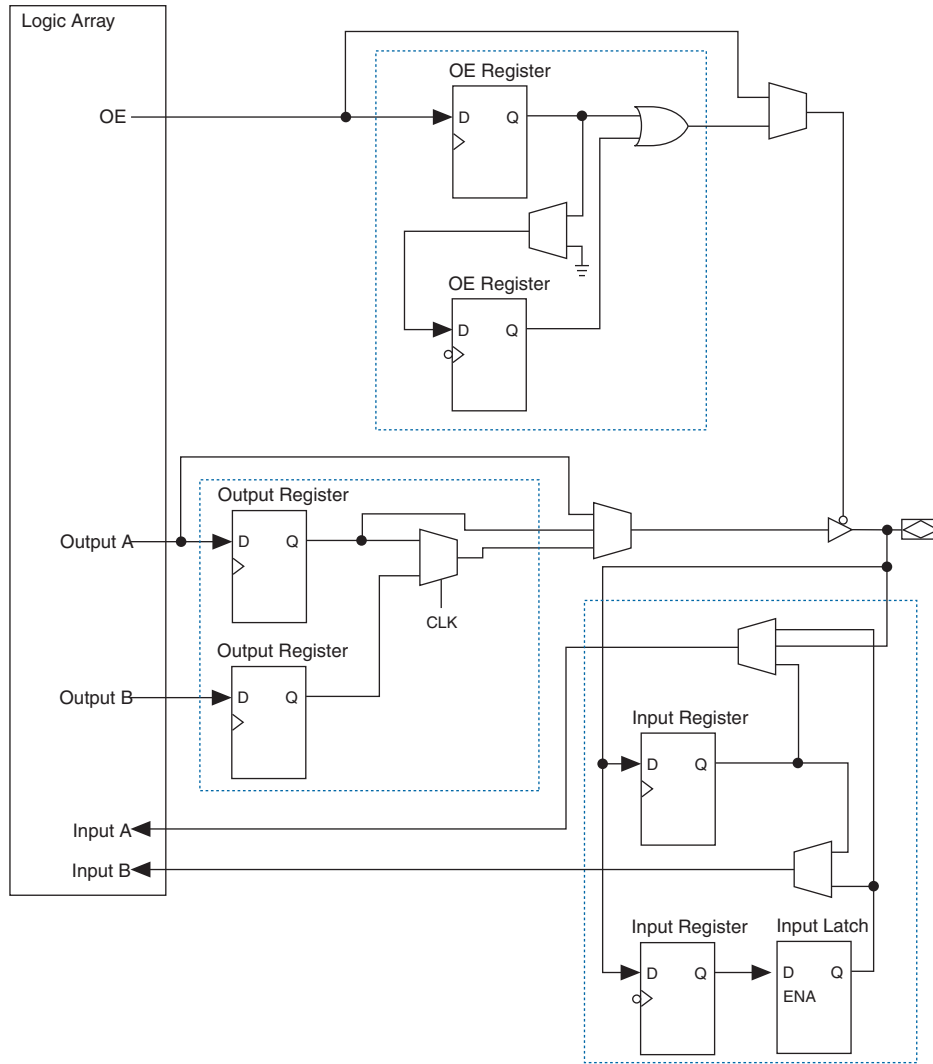 Logic Array
OE
OE Register
D Q
OE Register
D Q
Output Register
Output A
D Q
CLK
Output Register
Output B
D Q
Input Register
D Q
Input A
Input B
Input Register
Input Latch
D Q
D Q
ENA